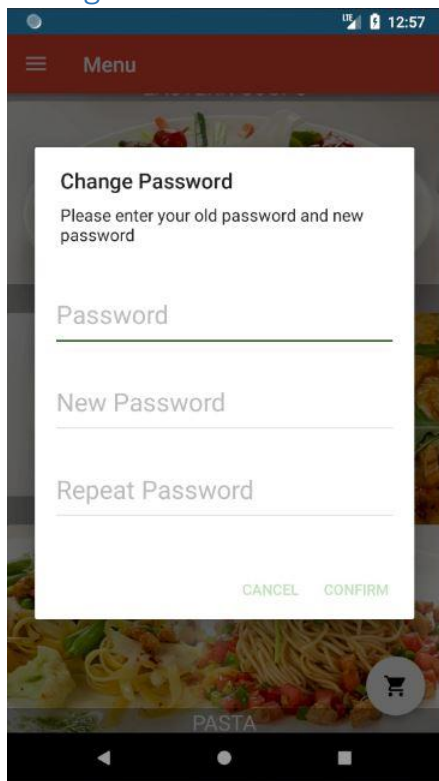 LTE 12:57
Menu
Change Password
Please enter your old password and new
password
Password
New Password
Repeat Password
CANCEL CONFIRM
PASTA